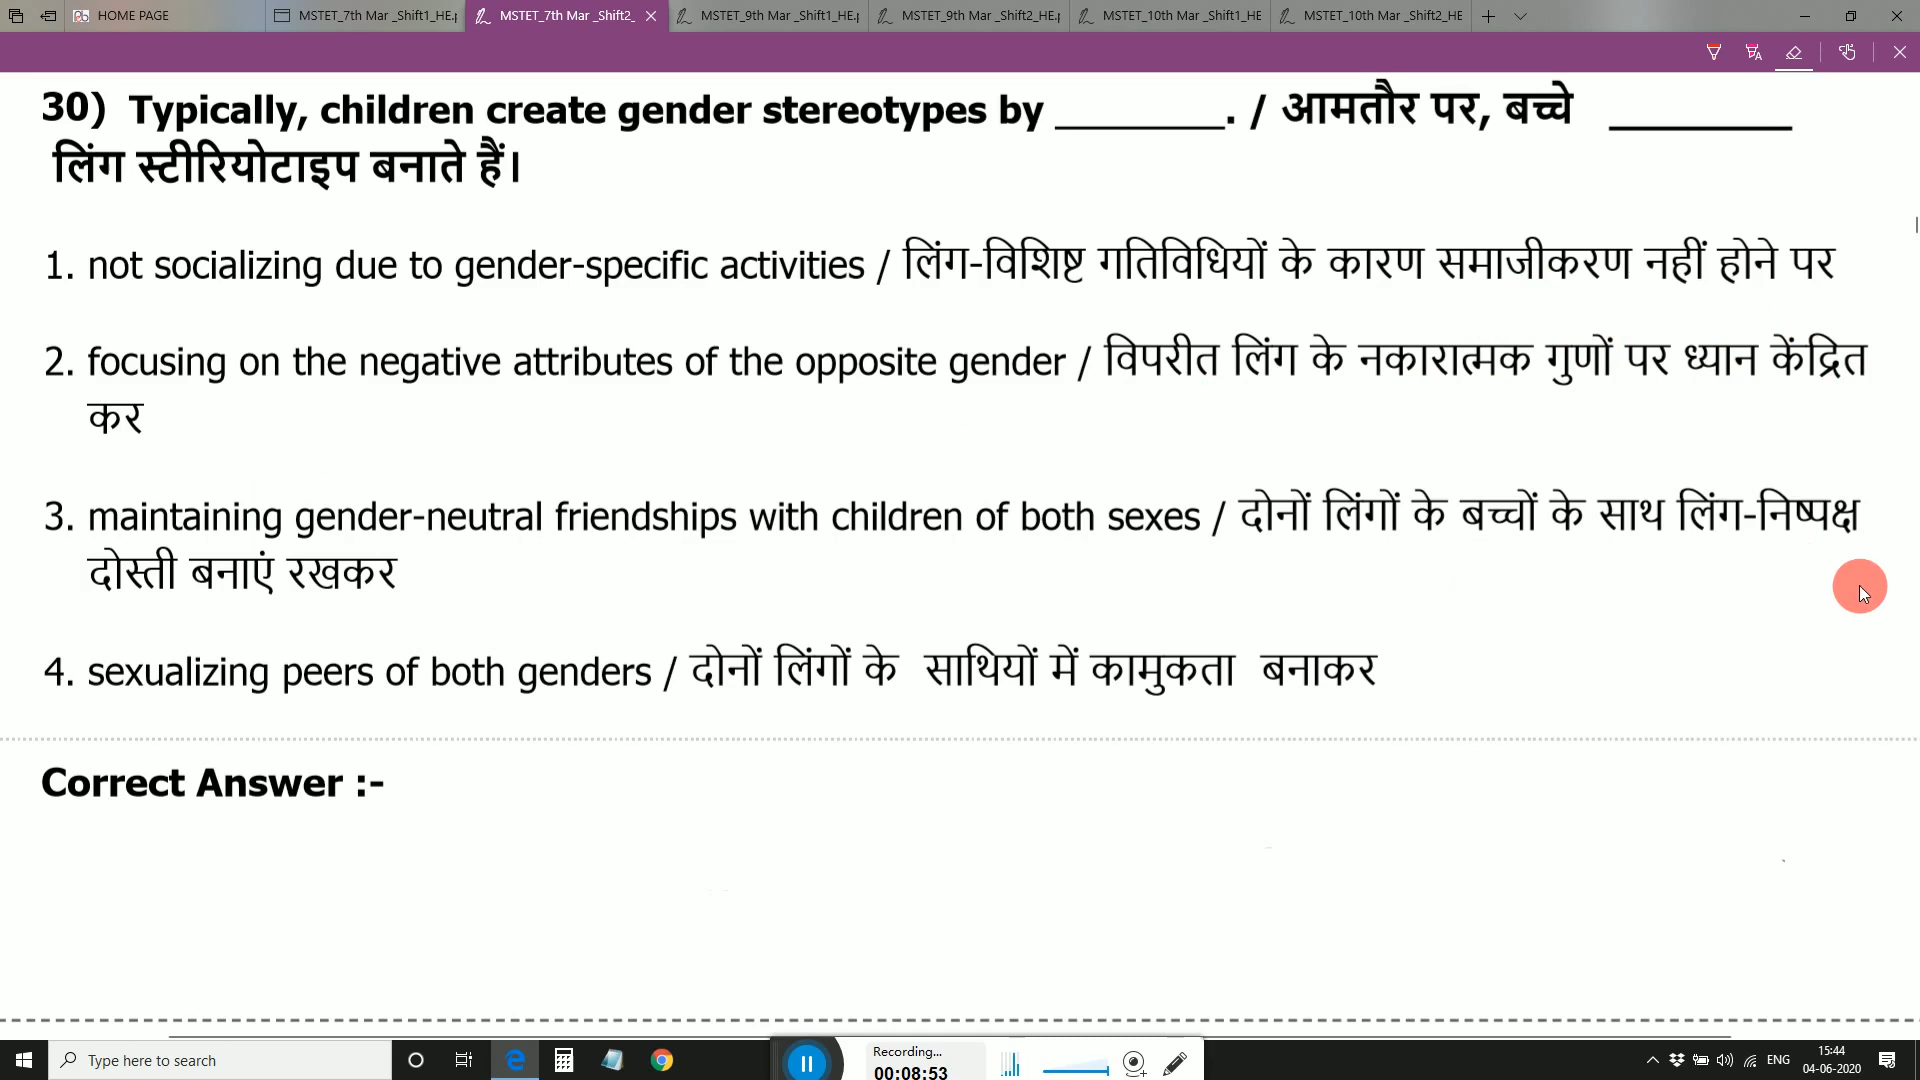 HOME PAGE
MSTET_7th Mar _Shift1_HE.p
MSTET_7th Mar _Shift2_
MSTET_9th Mar _Shift1_HE.p
MSTET_9th Mar _Shift2_HE.p
MSTET_10th Mar _Shift1_HE
MSTET_10th Mar _Shift2_HE
30) Typically, children create gender stereotypes by ________. / आमतौर पर, बच्चे ________
लिंग स्टीरियोटाइप बनाते हैं।
1. not socializing due to gender-specific activities / लिंग-विशिष्ट गतिविधियों के कारण समाजीकरण नहीं होने पर
2. focusing on the negative attributes of the opposite gender / विपरीत लिंग के नकारात्मक गुणों पर ध्यान केंद्रित
कर
3. maintaining gender-neutral friendships with children of both sexes / दोनों लिंगों के बच्चों के साथ लिंग-निष्पक्ष
दोस्ती बनाएं रखकर
4. sexualizing peers of both genders / दोनों लिंगों के साथियों में कामुकता बनाकर
Correct Answer :-
Type here to search
Recording...
00:08:53
ENG
15:44
04-06-2020